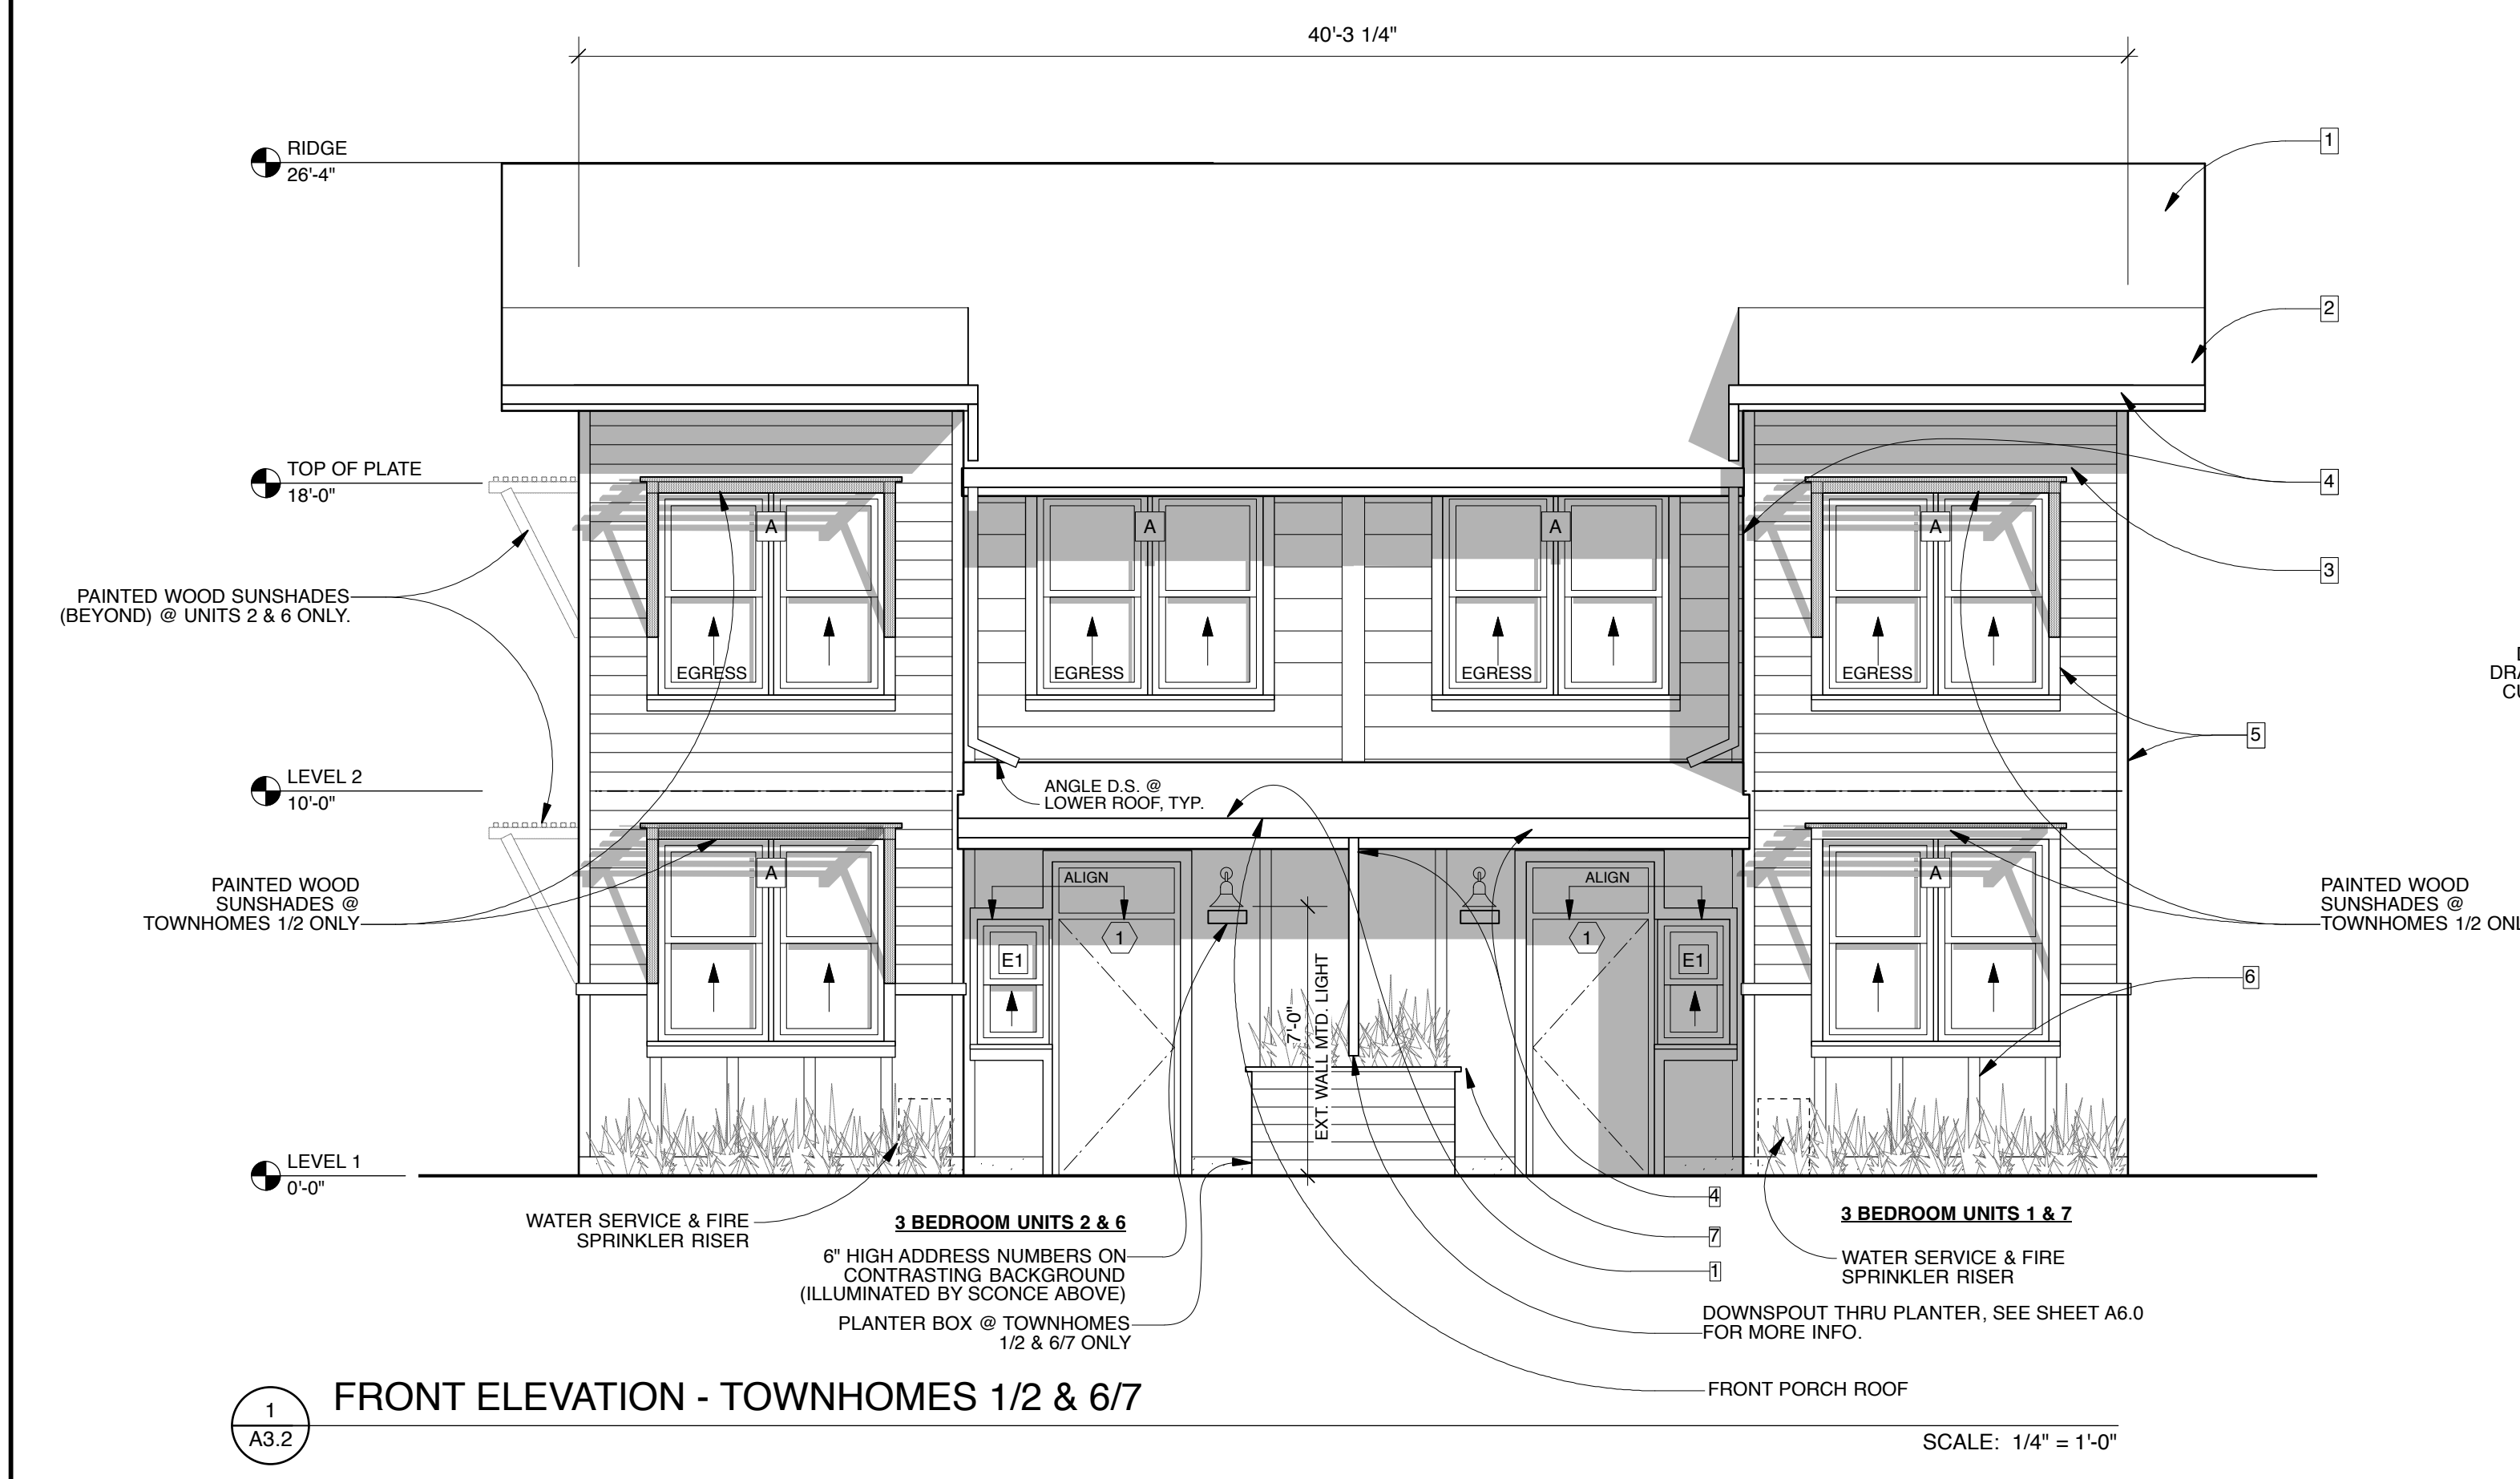 40'-3 1/4"
RIDGE
26'-4"
1
2
TOP OF PLATE
18'-0"
4
3
A
A
A
A
PAINTED WOOD SUNSHADES
(BEYOND) @ UNITS 2 & 6 ONLY.
EGRESS
EGRESS
EGRESS
EGRESS
5
LEVEL 2
10'-0"
ANGLE D.S. @
LOWER ROOF, TYP.
A
A
ALIGN
ALIGN
PAINTED WOOD
SUNSHADES @
TOWNHOMES 1/2 ONLY
PAINTED WOOD
SUNSHADES @
TOWNHOMES 1/2 ONL
1
1
E1
E1
6
7'-0"
EXT. WALL MTD. LIGHT
LEVEL 1
0'-0"
WATER SERVICE & FIRE
SPRINKLER RISER
3 BEDROOM UNITS 2 & 6
6" HIGH ADDRESS NUMBERS ON
CONTRASTING BACKGROUND
(ILLUMINATED BY SCONCE ABOVE)
PLANTER BOX @ TOWNHOMES
1/2 & 6/7 ONLY
4
7
1
3 BEDROOM UNITS 1 & 7
WATER SERVICE & FIRE
SPRINKLER RISER
DOWNSPOUT THRU PLANTER, SEE SHEET A6.0
FOR MORE INFO.
FRONT PORCH ROOF
1
A3.2
FRONT ELEVATION - TOWNHOMES 1/2 & 6/7
SCALE: 1/4" = 1'-0"